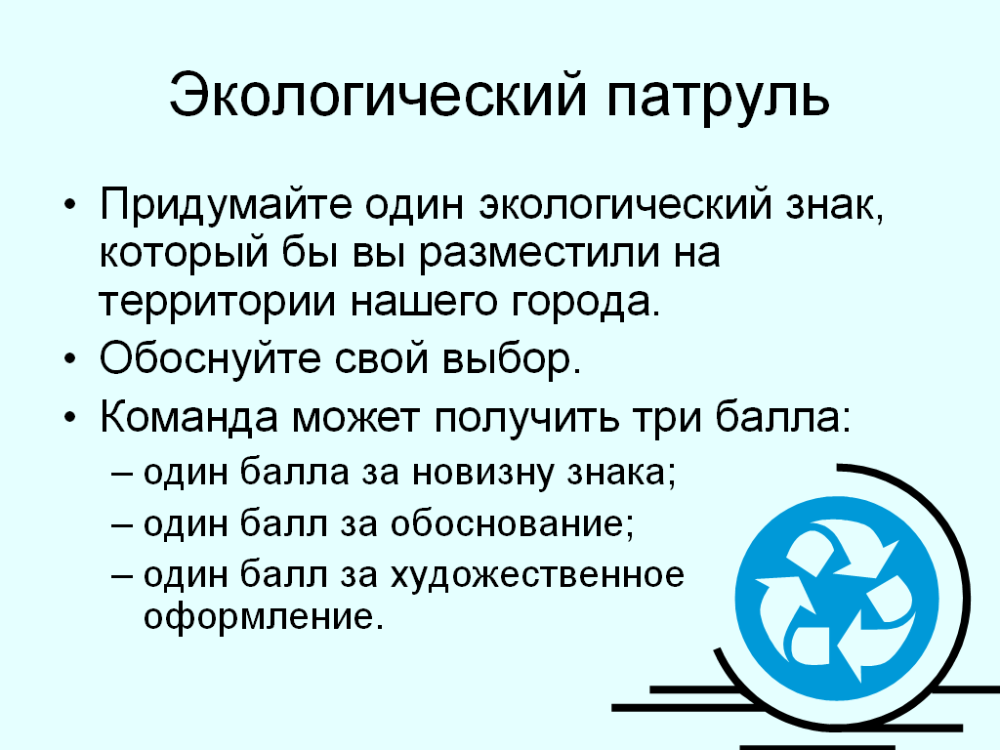 Экологический патруль
• Придумайте один экологический знак,
который бы вы разместили на
территории нашего города.
• Обоснуйте свой выбор.
• Команда может получить три балла:
– один балла за новизну знака;
– один балл за обоснование;
– один балл за художественное
оформление.